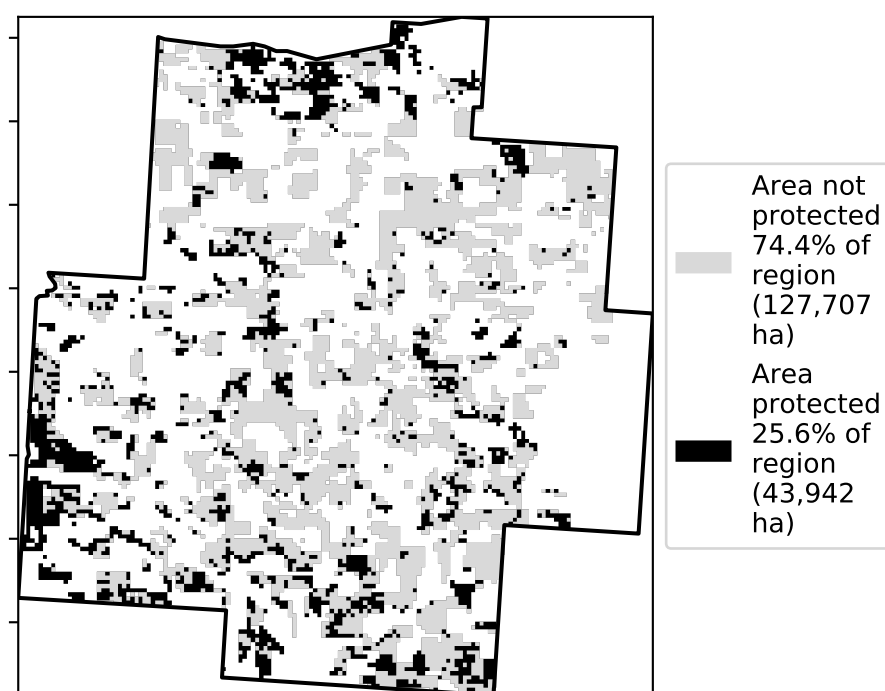 Area not
protected
74.4% of
region
(127,707
ha)
Area
protected
25.6% of
region
(43,942
ha)